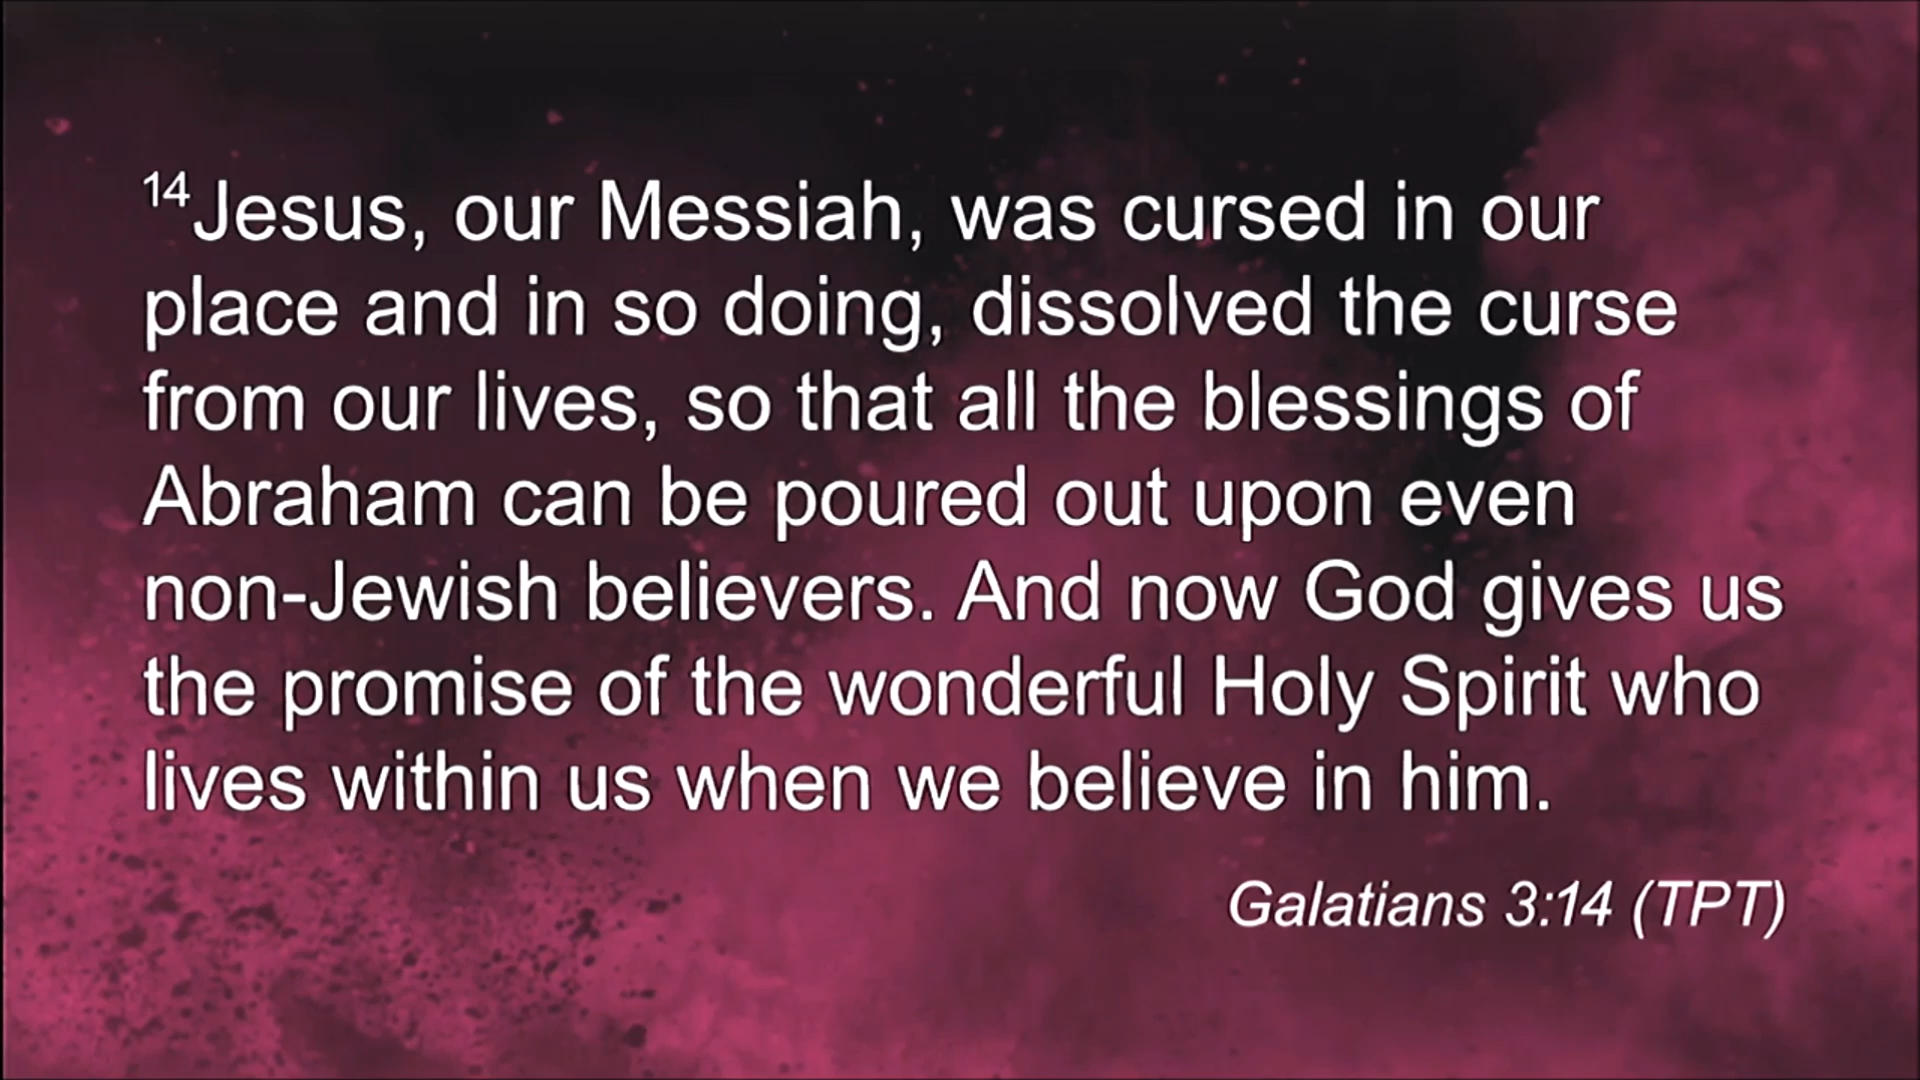 14Jesus, our Messiah, was cursed in our
place and in so doing, dissolved the curse
from our lives, so that all the blessings of
Abraham can be poured out upon even
non-Jewish believers. And now God gives us
the promise of the wonderful Holy Spirit who
lives within us when we believe in him.
Galatians 3:14 (TPT)